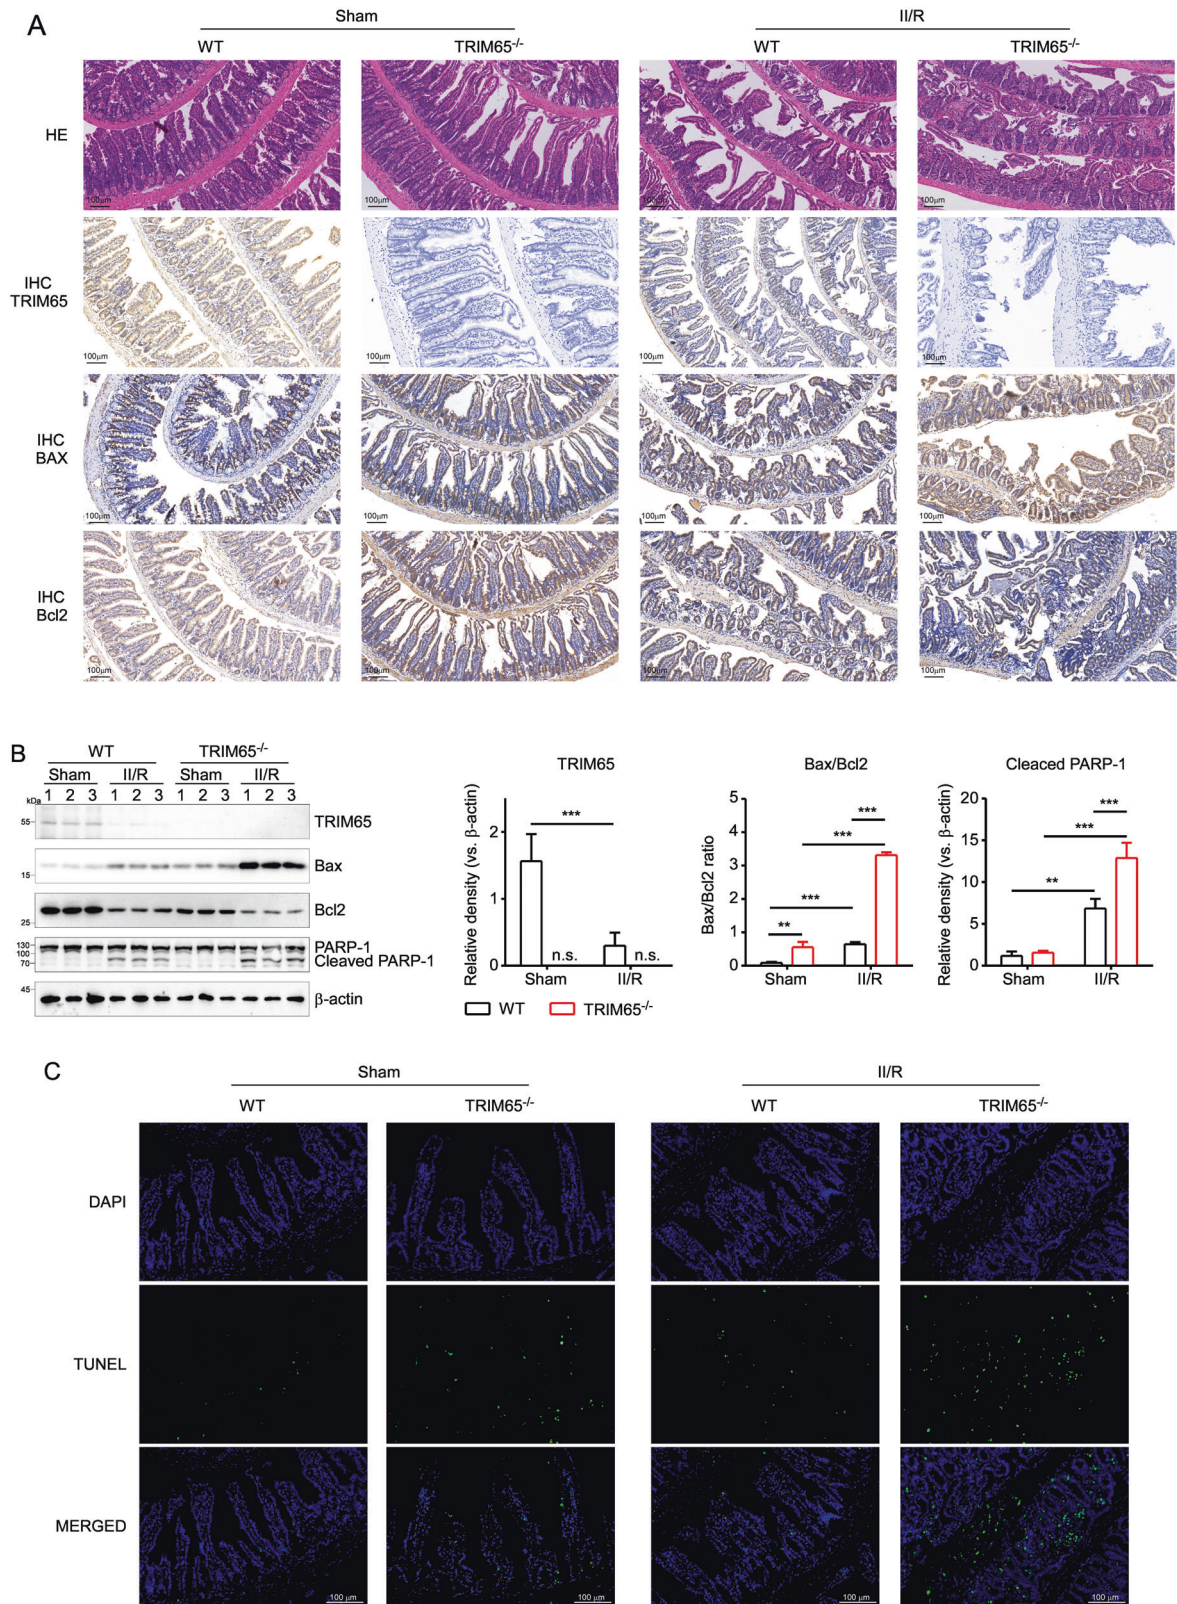 A
Sham
II/R
WT
TRIM65-/-
WT
TRIM65-/-
HE
100μm
100μm
100μm
100μm
IHC
TRIM65
100μm
100μm
100μm
100μm
IHC
BAX
100μm
100μm
100μm
100μm
IHC
Bcl2
100μm
100μm
100μm
100μm
B
WT
TRIM65-/-
Sham
II/R
Sham
II/R
kDa
1 2 3 1 2 3 1 2 3 1 2 3
55
TRIM65
15
Bax
25
Bcl2
130
100
70
PARP-1
Cleaved PARP-1
45
β-actin
TRIM65
Relative density (vs. β-actin)
2
1
0
***
n.s.
n.s.
Sham
II/R
Bax/Bcl2
Bax/Bcl2 ratio
5
4
3
2
1
0
***
***
***
**
Sham
II/R
Cleaced PARP-1
Relative density (vs. β-actin)
20
15
10
5
0
***
***
**
Sham
II/R
WT
TRIM65-/-
C
Sham
II/R
WT
TRIM65-/-
WT
TRIM65-/-
DAPI
TUNEL
MERGED
100 μm
100 μm
100 μm
100 μm